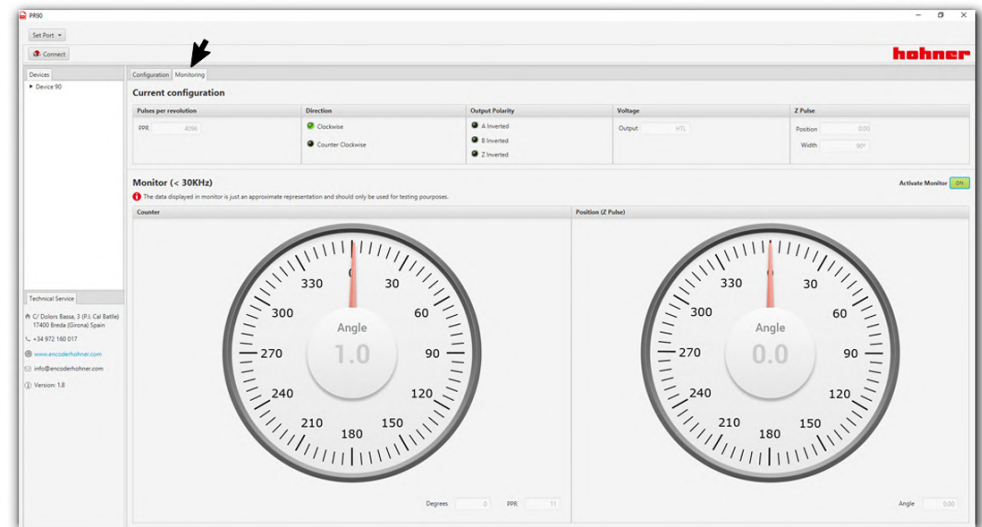 PR90
Set Port
Connect
hohner
Devices
Device 90
Configuration Monitoring
Current configuration
Pulses per revolution Direction Output Polarity Voltage Z Pulse
PPR 4096 Clockwise A Inverted Output HTL Position 0.00
Counter Clockwise B Inverted Width 90º
Z Inverted
Monitor (< 30KHz) Activate Monitor ON
The data displayed in monitor is just an approximate representation and should only be used for testing pourposes.
Counter Position (Z Pulse)
0 30 60 90 120 150 180 210 240 270 300 330
Angle
1.0
0 30 60 90 120 150 180 210 240 270 300 330
Angle
0.0
Degrees 0 PPR 11 Angle 0.00
Technical Service
C/ Dolors Bassa, 3 (P.I. Cal Batlle)
17400 Breda (Girona) Spain
+34 972 160 017
www.encoderhohner.com
info@encoderhohner.com
Version: 1.8